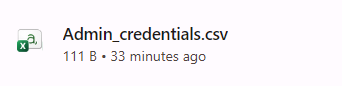 Admin_credentials.csv
111 B • 33 minutes ago